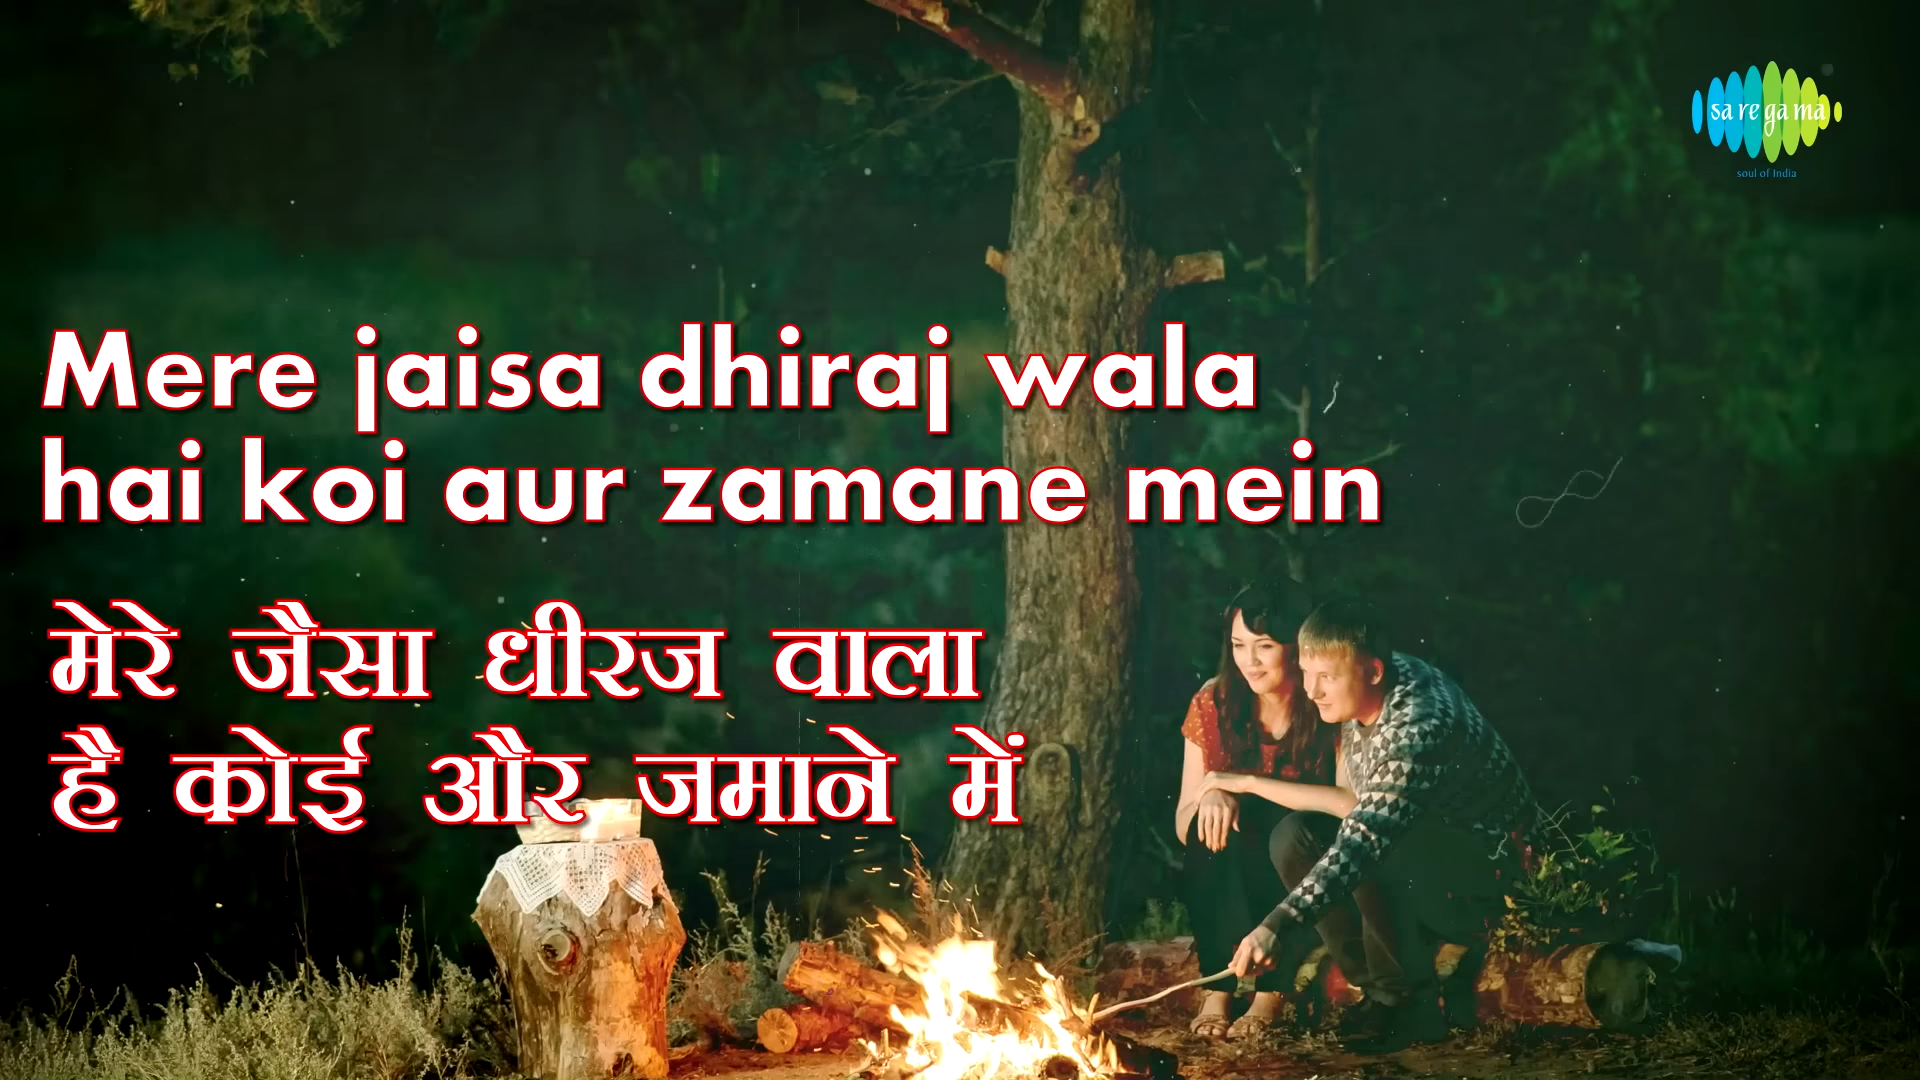 sa re ga ma
soul of India
Mere jaisa dhiraj wala
hai koi aur zamane mein
मेरे जैसा धीरज वाला
है कोई और जमाने में